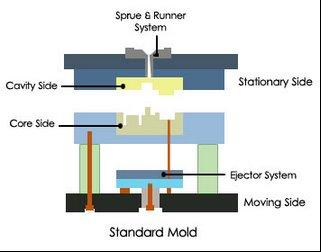 Sprue & Runner
System
Cavity Side
Stationary Side
Core Side
Ejector System
Moving Side
Standard Mold